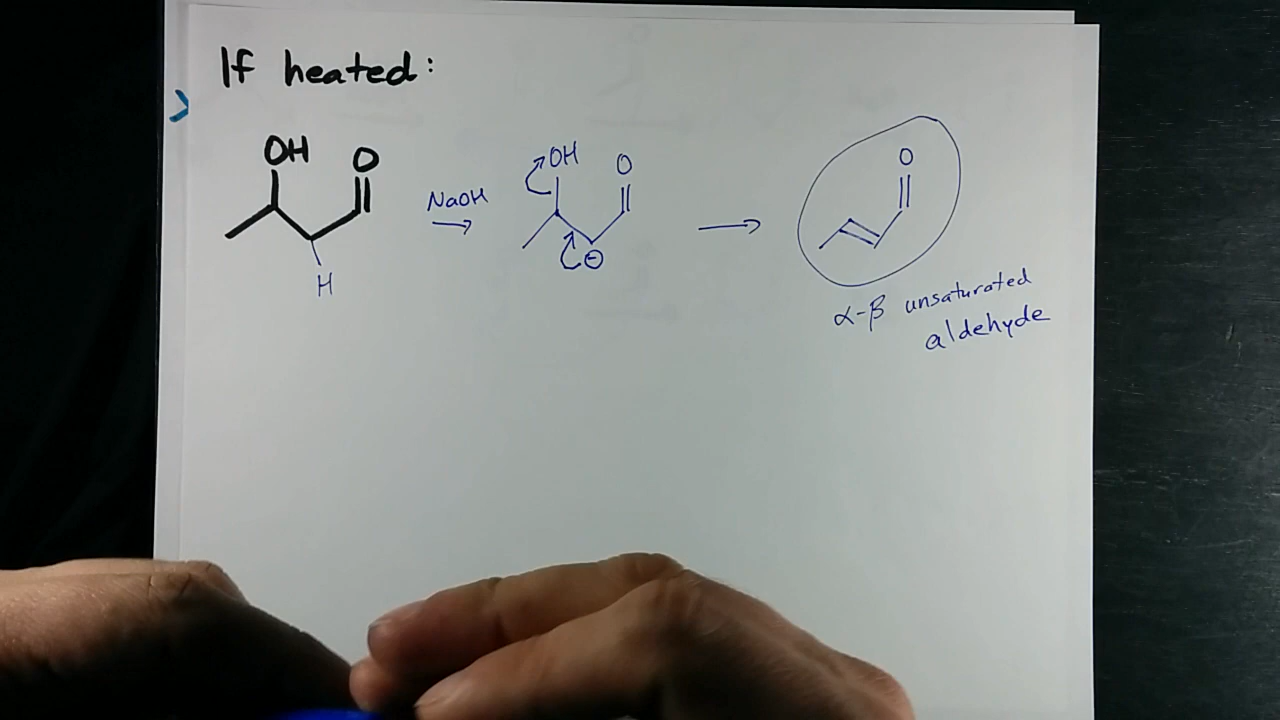 If heated:
OH O
H
NaOH
OH O
⊖
O
α-β unsaturated
aldehyde